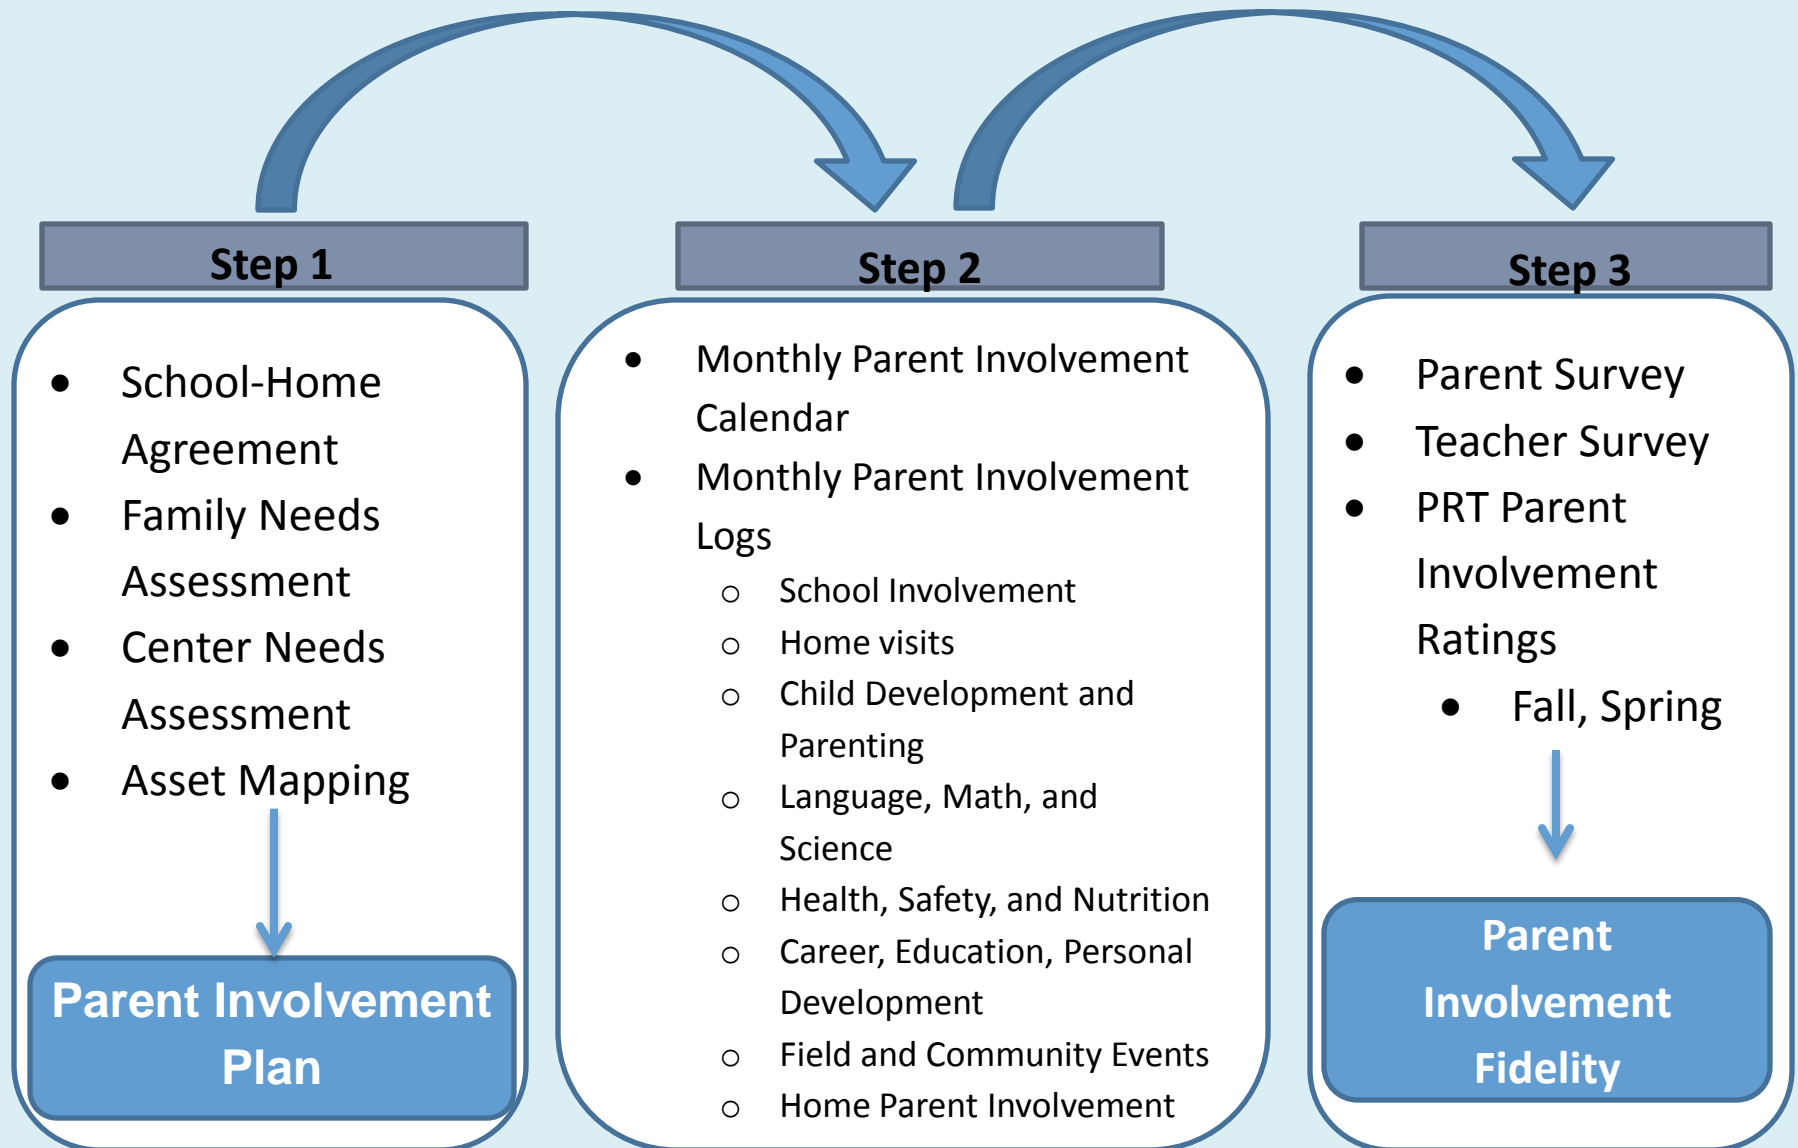 Step 1
• School-Home
Agreement
• Family Needs
Assessment
• Center Needs
Assessment
• Asset Mapping
Parent Involvement
Plan
Step 2
• Monthly Parent Involvement
Calendar
• Monthly Parent Involvement
Logs
o School Involvement
o Home visits
o Child Development and
Parenting
o Language, Math, and
Science
o Health, Safety, and Nutrition
o Career, Education, Personal
Development
o Field and Community Events
o Home Parent Involvement
Step 3
• Parent Survey
• Teacher Survey
• PRT Parent
Involvement
Ratings
• Fall, Spring
Parent
Involvement
Fidelity